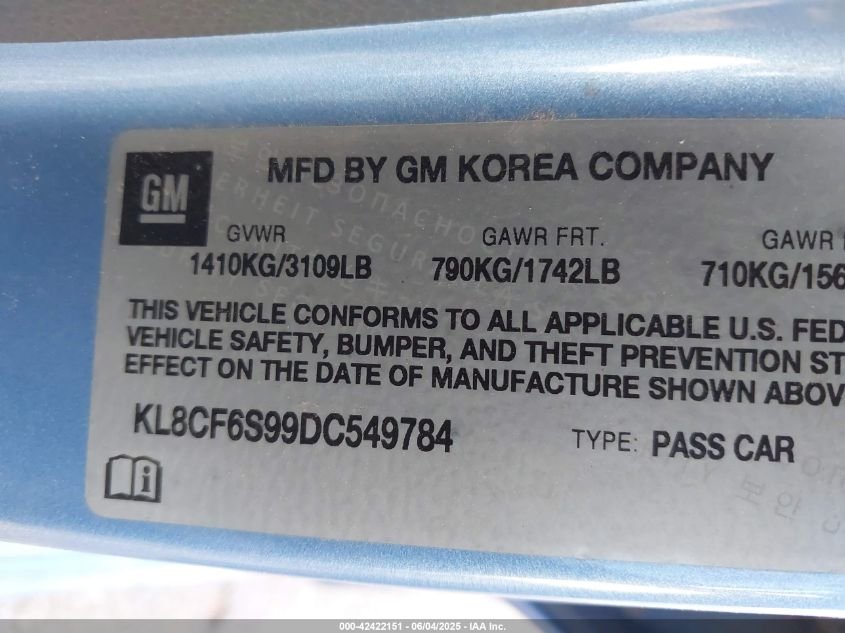 MFD BY GM KOREA COMPANY
GM
GVWR GAWR FRT. GAWR
1410KG/3109LB 790KG/1742LB 710KG/156
THIS VEHICLE CONFORMS TO ALL APPLICABLE U.S. FED
VEHICLE SAFETY, BUMPER, AND THEFT PREVENTION ST
EFFECT ON THE DATE OF MANUFACTURE SHOWN ABOV
KL8CF6S99DC549784 TYPE: PASS CAR
i
000-42422151 - 06/04/2025 - IAA Inc.